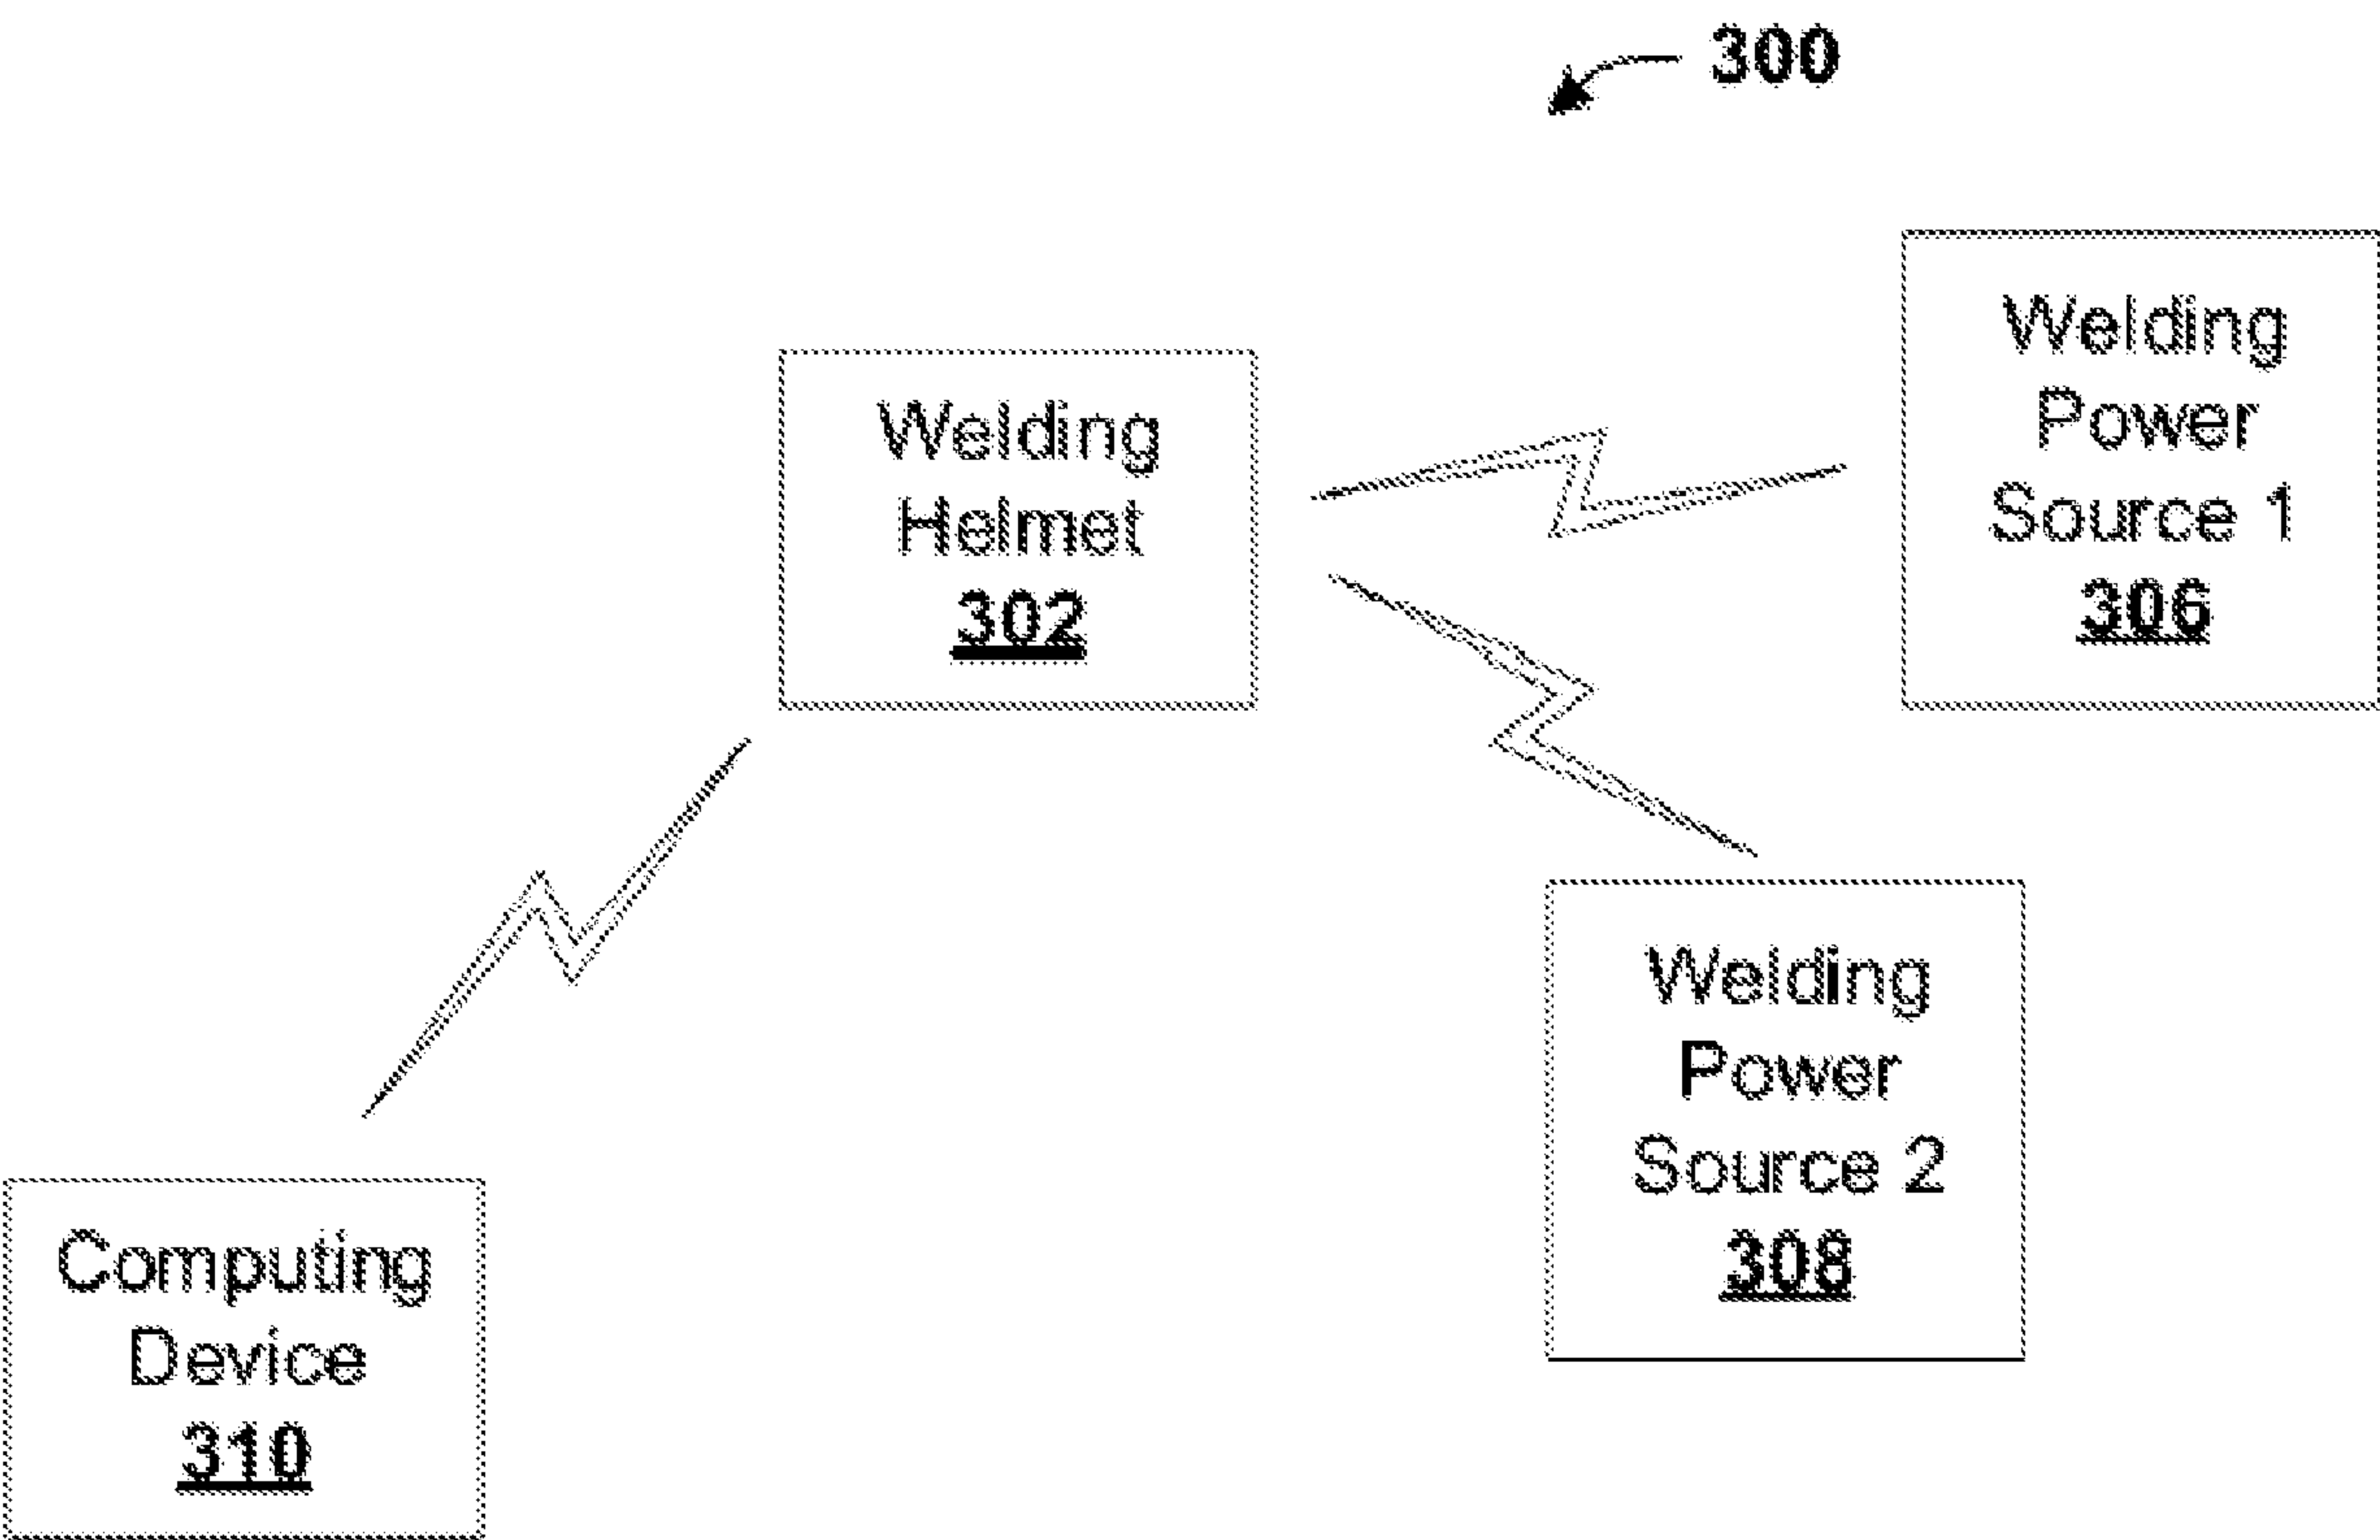 300
Welding
Helmet
302
Welding
Power
Source 1
306
Welding
Power
Source 2
308
Computing
Device
310